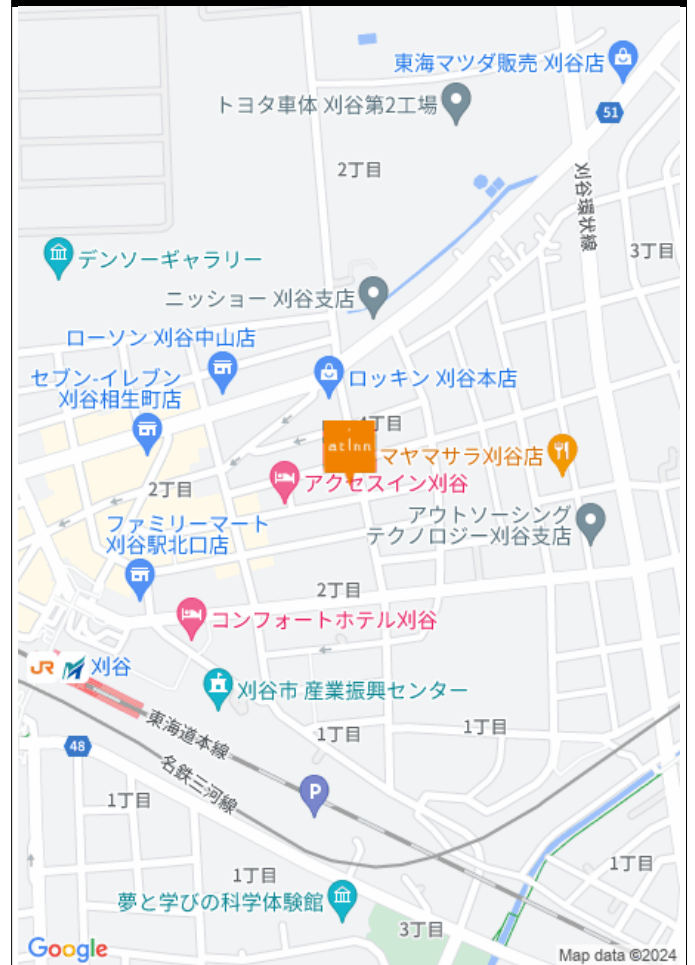 東海マツダ販売 刈谷店
トヨタ車体 刈谷第2工場
51
2丁目
刈谷環状線
3丁目
デンソーギャラリー
ニッショー 刈谷支店
ローソン 刈谷中山店
セブン-イレブン
刈谷相生町店
ロッキン 刈谷本店
4丁目
at inn
マヤマサラ刈谷店
アクセスイン刈谷
2丁目
アウトソーシング
テクノロジー刈谷支店
ファミリーマート
刈谷駅北口店
2丁目
コンフォートホテル刈谷
JR
刈谷
刈谷市 産業振興センター
東海道本線
1丁目
1丁目
48
名鉄三河線
P
1丁目
1丁目
1丁目
夢と学びの科学体験館
3丁目
Google
Map data ©2024